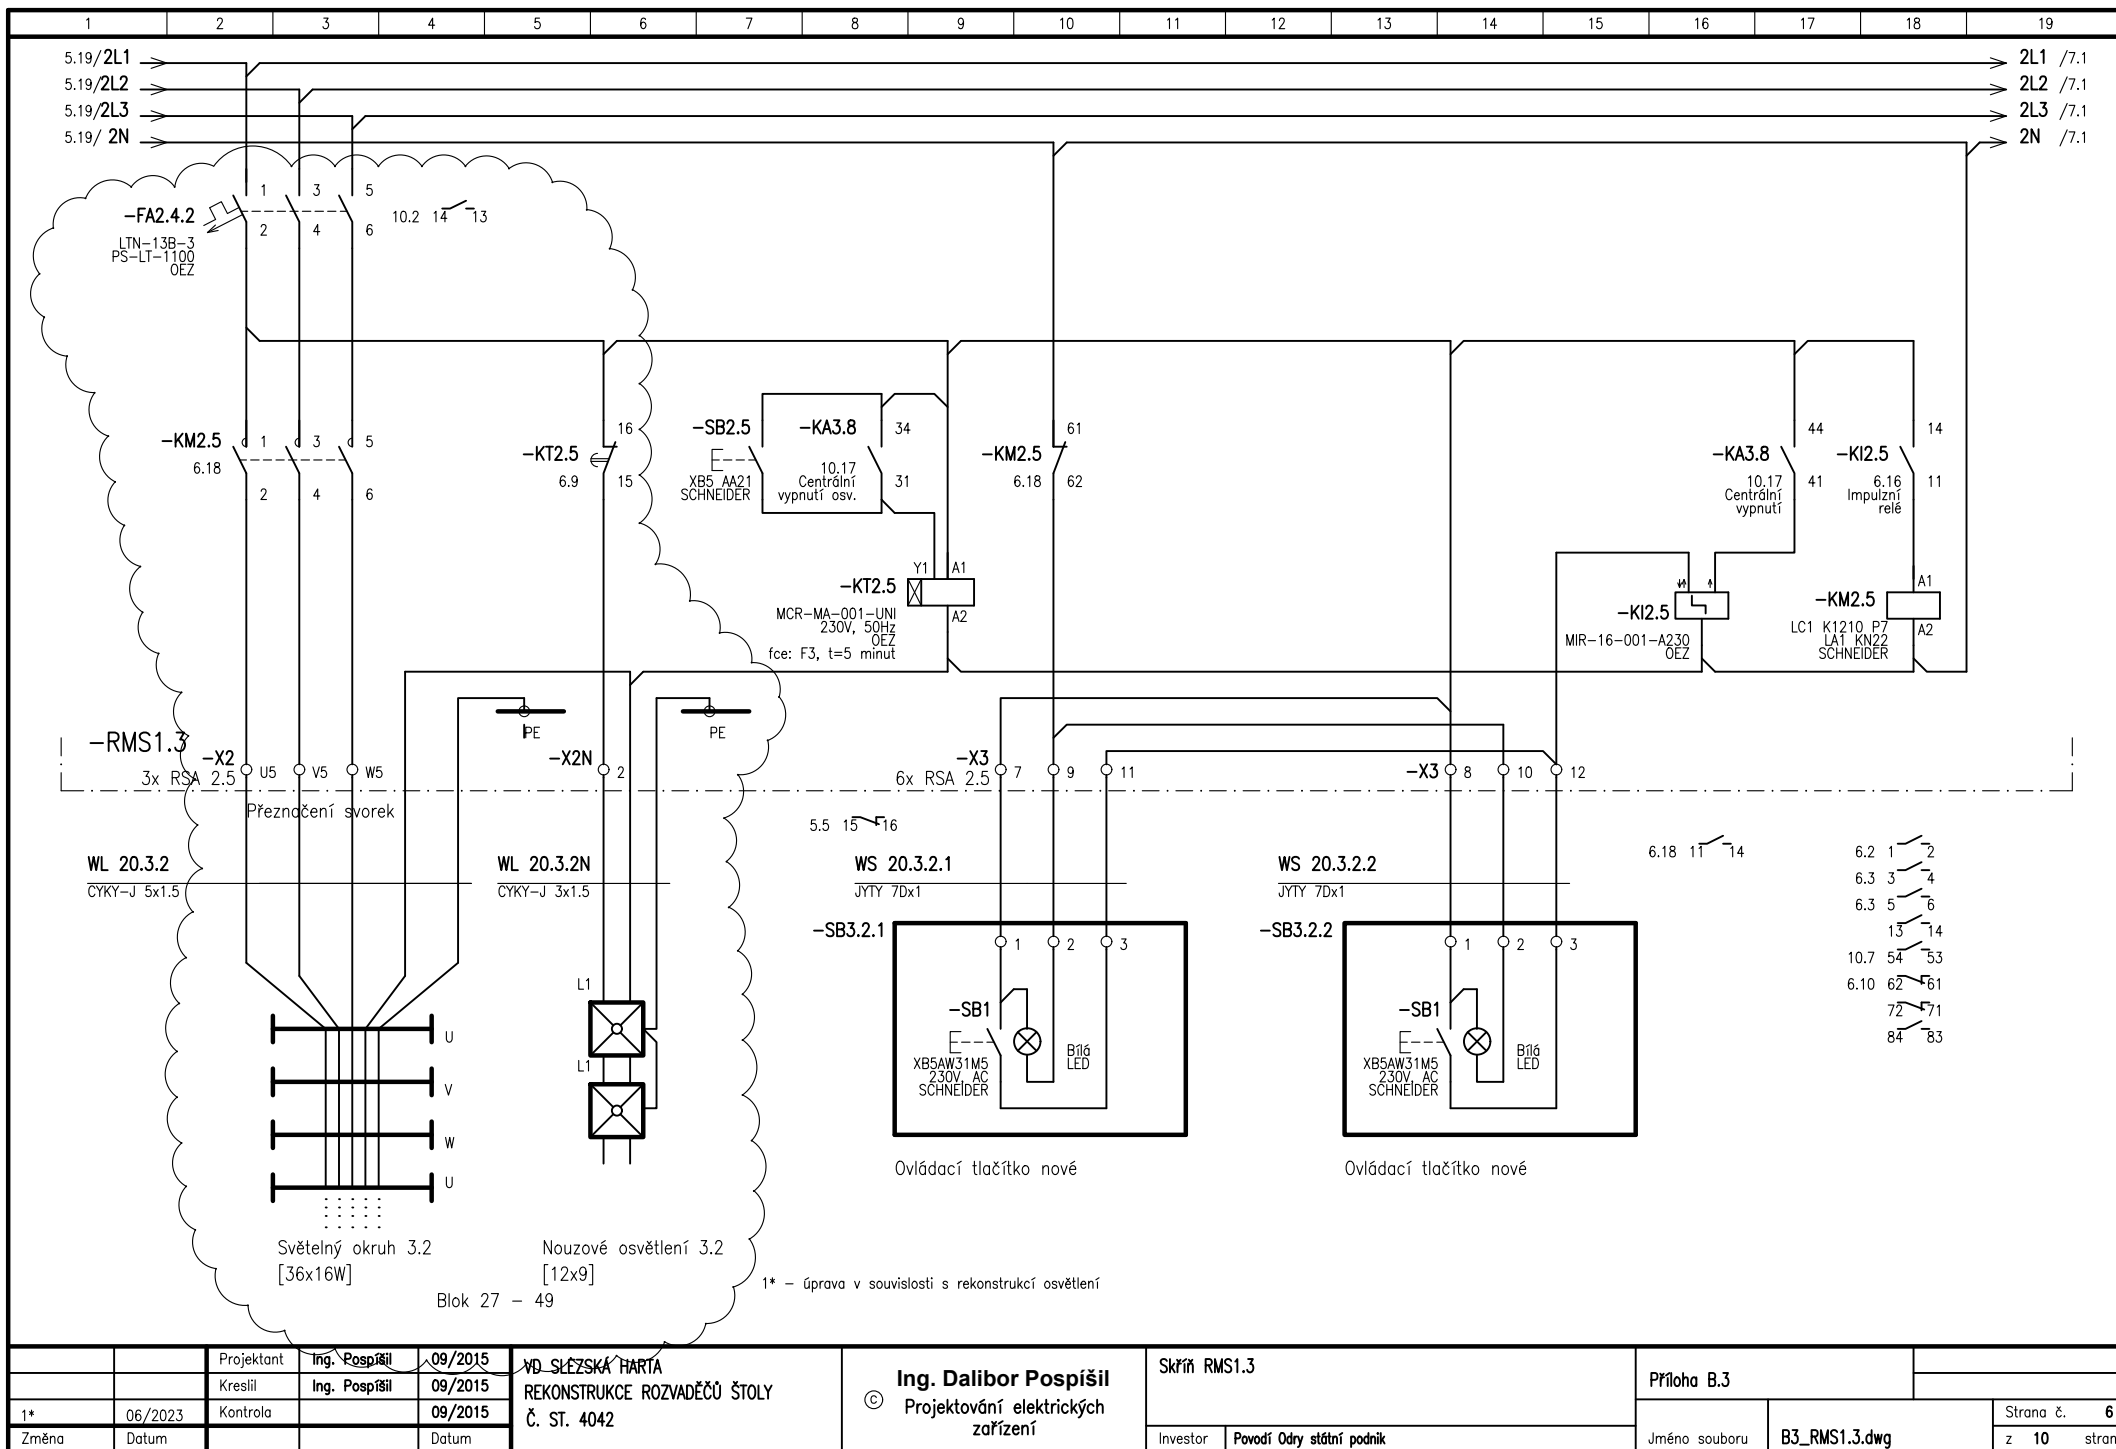 1 2 3 4 5 6 7 8 9 10 11 12 13 14 15 16 17 18 19
5.19/2L1 2L1 /7.1
5.19/2L2 2L2 /7.1
5.19/2L3 2L3 /7.1
5.19/ 2N 2N /7.1
1 3 5
-FA2.4.2 10.2 14 13
2 4 6
LTN-13B-3
PS-LT-1100
OEZ
-KM2.5 1 3 5
6.18
2 4 6
16
-KT2.5
6.9 15
-SB2.5
XB5 AA21
SCHNEIDER
-KA3.8 34
10.17 31
Centrální
vypnutí osv.
61
-KM2.5
6.18 62
44
-KA3.8
10.17 41
Centrální
vypnutí
14
-KI2.5
6.16 11
Impulzní
relé
Y1 A1
-KT2.5
A2
MCR-MA-001-UNI
230V, 50Hz
OEZ
fce: F3, t=5 minut
-KI2.5
MIR-16-001-A230
OEZ
A1
-KM2.5
A2
LC1 K1210 P7
LA1 KN22
SCHNEIDER
PE PE
-RMS1.3
-X2 U5 V5 W5
3x RSA 2.5
-X2N 2
-X3 7 9 11
6x RSA 2.5
-X3 8 10 12
Přeznačení svorek
5.5 15 16
6.18 11 14
WL 20.3.2
CYKY-J 5x1.5
WL 20.3.2N
CYKY-J 3x1.5
WS 20.3.2.1
JYTY 7Dx1
WS 20.3.2.2
JYTY 7Dx1
6.2 1 2
6.3 3 4
6.3 5 6
13 14
10.7 54 53
6.10 62 61
72 71
84 83
-SB3.2.1 1 2 3
-SB3.2.2 1 2 3
L1
L1
-SB1
XB5AW31M5
230V, AC
SCHNEIDER
Bílá
LED
-SB1
XB5AW31M5
230V, AC
SCHNEIDER
Bílá
LED
U
V
W
U
Ovládací tlačítko nové
Ovládací tlačítko nové
Světelný okruh 3.2
[36x16W]
Nouzové osvětlení 3.2
[12x9]
Blok 27 - 49
1* - úprava v souvislosti s rekonstrukcí osvětlení
Projektant Ing. Pospíšil 09/2015
Kreslil Ing. Pospíšil 09/2015
1* 06/2023 Kontrola 09/2015
Změna Datum Datum
VD SLEZSKÁ HARTA
REKONSTRUKCE ROZVADĚČŮ ŠTOLY
Č. ST. 4042
© Ing. Dalibor Pospíšil
Projektování elektrických
zařízení
Skříň RMS1.3
Investor Povodí Odry státní podnik
Příloha B.3
Jméno souboru B3_RMS1.3.dwg
Strana č. 6
z 10 stran